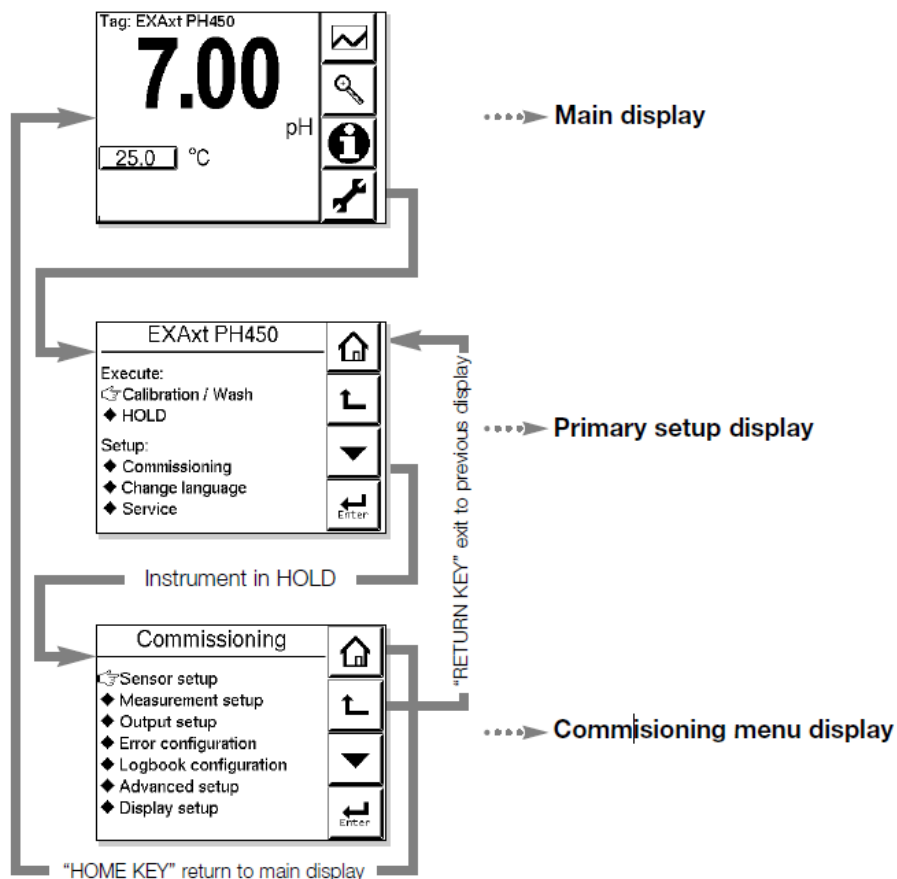 Tag: EXAxt PH450
7.00
pH
25.0 °C
Main display
EXAxt PH450
Execute:
Calibration / Wash
HOLD
Setup:
Commissioning
Change language
Service
Enter
"RETURN KEY" exit to previous display
Primary setup display
Instrument in HOLD
Commissioning
Sensor setup
Measurement setup
Output setup
Error configuration
Logbook configuration
Advanced setup
Display setup
Enter
Commisioning menu display
"HOME KEY" return to main display